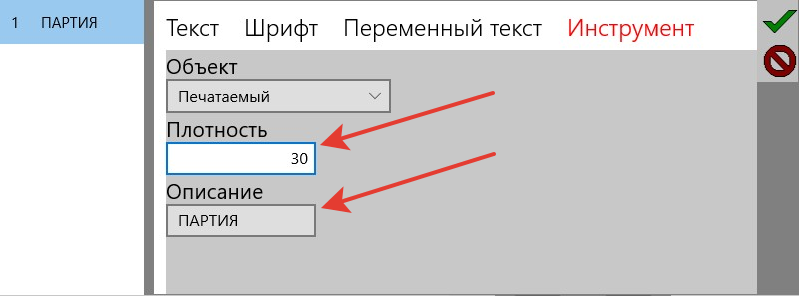 1 ПАРТИЯ
Текст Шрифт Переменный текст Инструмент
Объект
Печатаемый
Плотность
30
Описание
ПАРТИЯ